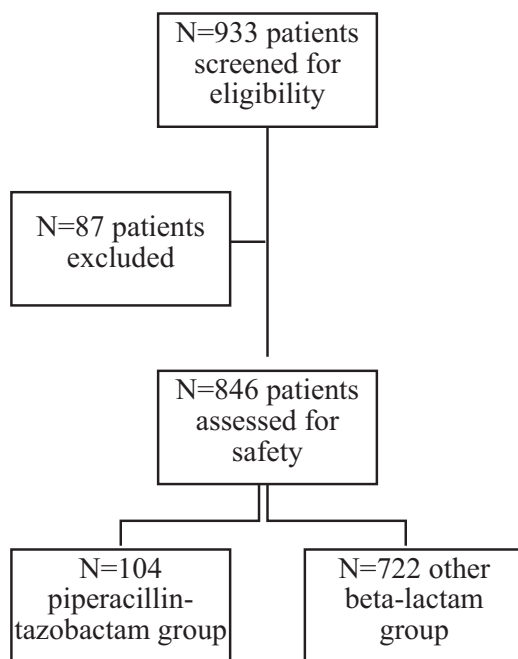 N=933 patients
screened for
eligibility
N=87 patients
excluded
N=846 patients
assessed for
safety
N=104
piperacillin-
tazobactam group
N=722 other
beta-lactam
group